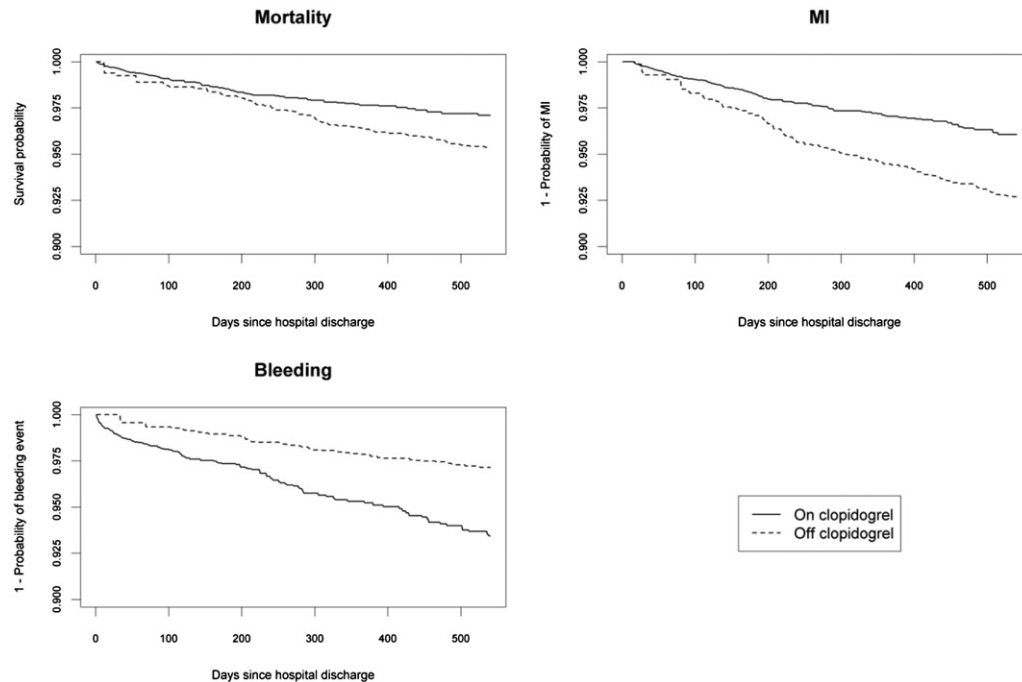 Mortality
Survival probability
1.000
0.975
0.950
0.925
0.900
0 100 200 300 400 500
Days since hospital discharge
MI
1 - Probability of MI
1.000
0.975
0.950
0.925
0.900
0 100 200 300 400 500
Days since hospital discharge
Bleeding
1 - Probability of bleeding event
1.000
0.975
0.950
0.925
0.900
0 100 200 300 400 500
Days since hospital discharge
On clopidogrel
Off clopidogrel